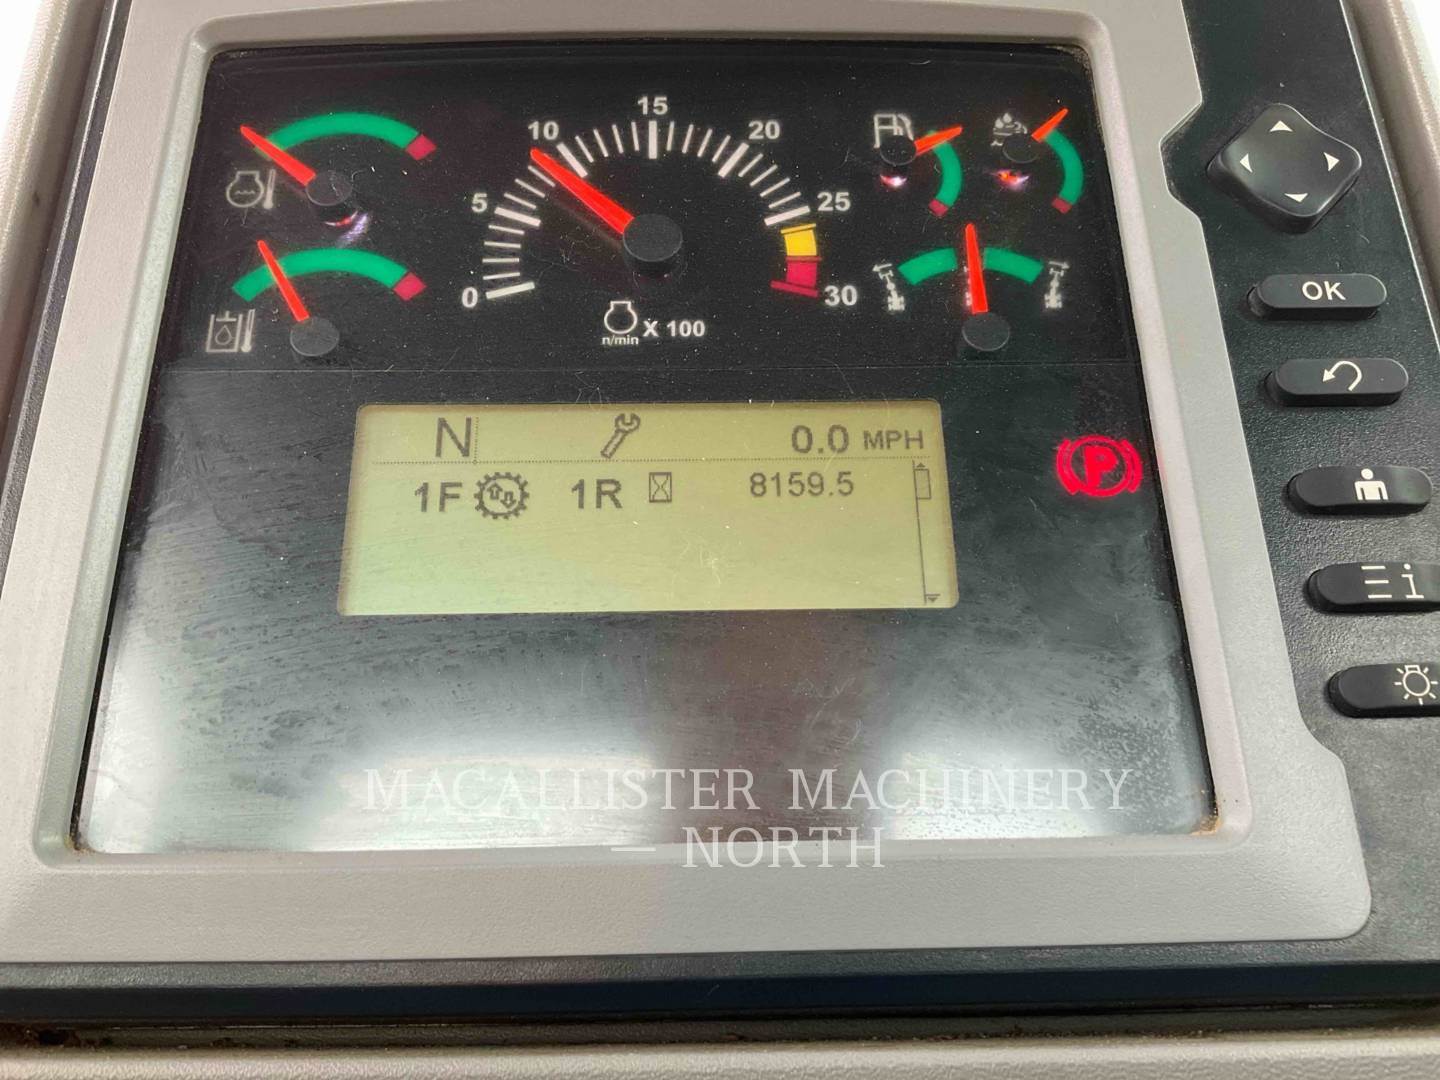 15
10 20
5 25
0 30
n/min X 100
N 0.0 MPH
1F 1R 8159.5
P
OK
i
MACALLISTER MACHINERY
— NORTH